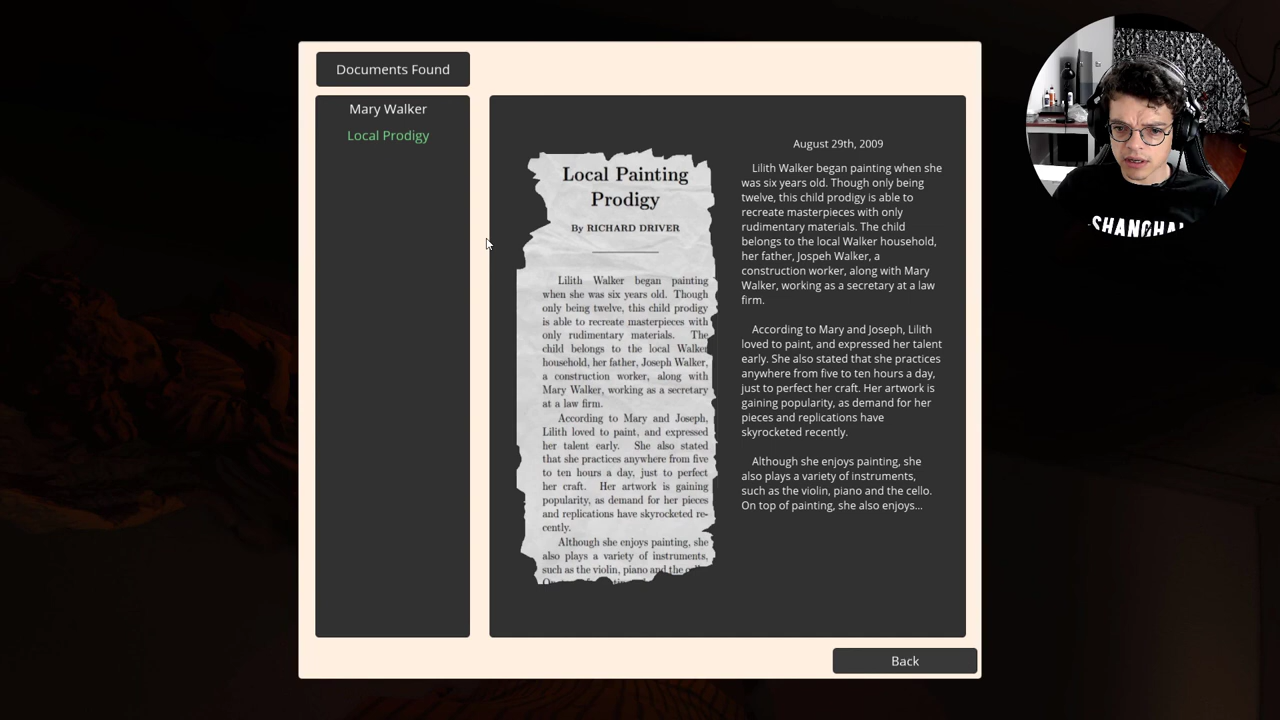 Documents Found
Mary Walker
Local Prodigy
Local Painting
Prodigy
By RICHARD DRIVER
Lilith Walker began painting
when she was six years old. Though
only being twelve, this child prodigy
is able to recreate masterpieces with
only rudimentary materials. The
child belongs to the local Walker
household, her father, Joseph Walker,
a construction worker, along with
Mary Walker, working as a secretary
at a law firm.
According to Mary and Joseph,
Lilith loved to paint, and expressed
her talent early. She also stated
that she practices anywhere from five
to ten hours a day, just to perfect
her craft. Her artwork is gaining
popularity, as demand for her pieces
and replications have skyrocketed re-
cently.
Although she enjoys painting, she
also plays a variety of instruments,
such as the violin, piano and the
August 29th, 2009
Lilith Walker began painting when she
was six years old. Though only being
twelve, this child prodigy is able to
recreate masterpieces with only
rudimentary materials. The child
belongs to the local Walker household,
her father, Jospeh Walker, a
construction worker, along with Mary
Walker, working as a secretary at a law
firm.
According to Mary and Joseph, Lilith
loved to paint, and expressed her talent
early. She also stated that she practices
anywhere from five to ten hours a day,
just to perfect her craft. Her artwork is
gaining popularity, as demand for her
pieces and replications have
skyrocketed recently.
Although she enjoys painting, she
also plays a variety of instruments,
such as the violin, piano and the cello.
On top of painting, she also enjoys...
Back
SHANGHAI